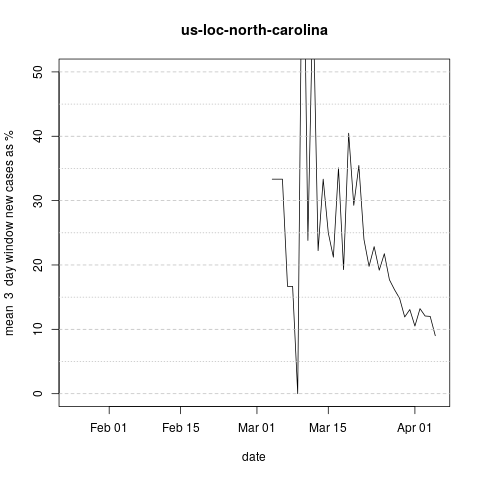 us-loc-north-carolina
50
40
30
20
10
0
mean 3 day window new cases as %
Feb 01 Feb 15 Mar 01 Mar 15 Apr 01
date